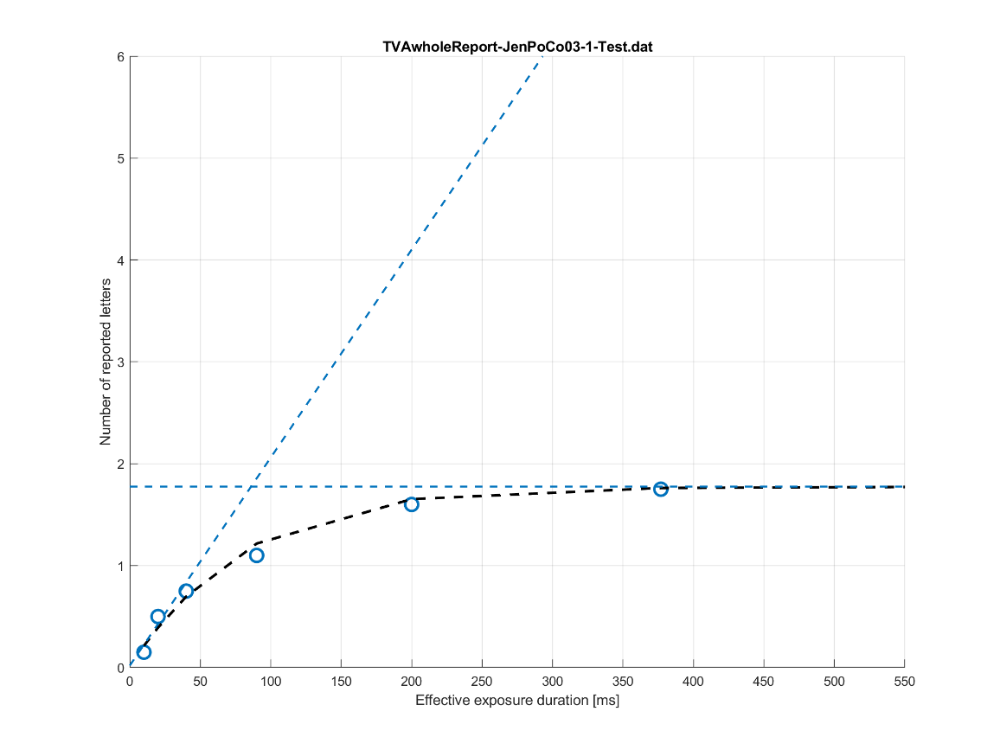 TVAwholeReport-JenPoCo03-1-Test.dat
6
5
4
3
2
1
0
Number of reported letters
0 50 100 150 200 250 300 350 400 450 500 550
Effective exposure duration [ms]